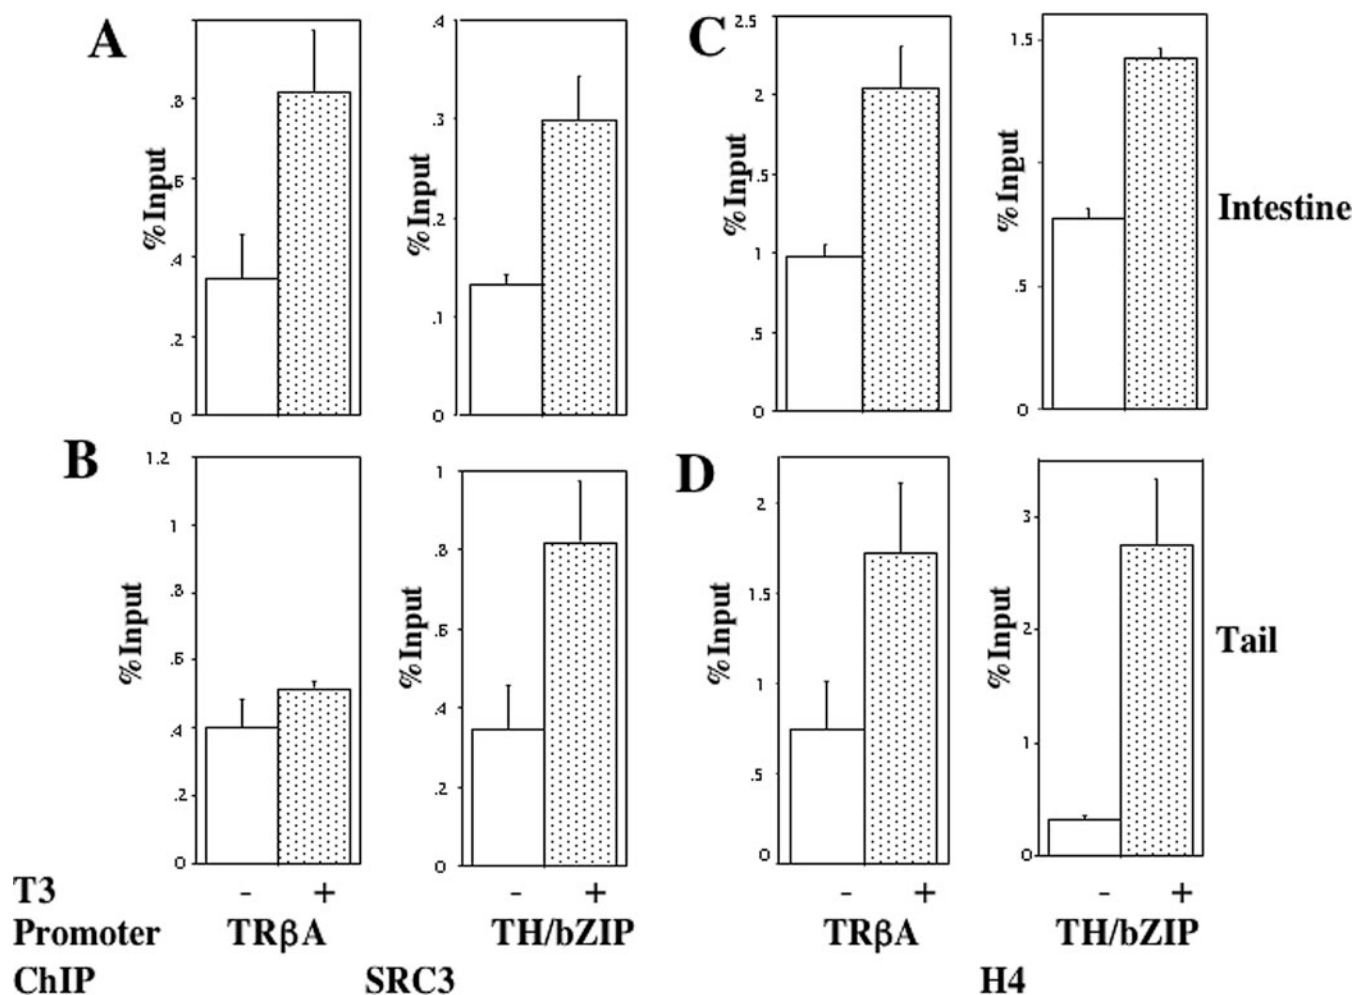 A
% Input
.8
.6
.4
.2
0
% Input
.4
.3
.2
.1
0
C
% Input
2.5
2
1.5
1
.5
0
% Input
1.5
1
.5
0
Intestine
B
% Input
1.2
1
.8
.6
.4
.2
0
% Input
1
.8
.6
.4
.2
0
D
% Input
2
1.5
1
.5
0
% Input
3
2
1
0
Tail
T3 - + - + - + - +
Promoter TRβA TH/bZIP TRβA TH/bZIP
ChIP SRC3 H4